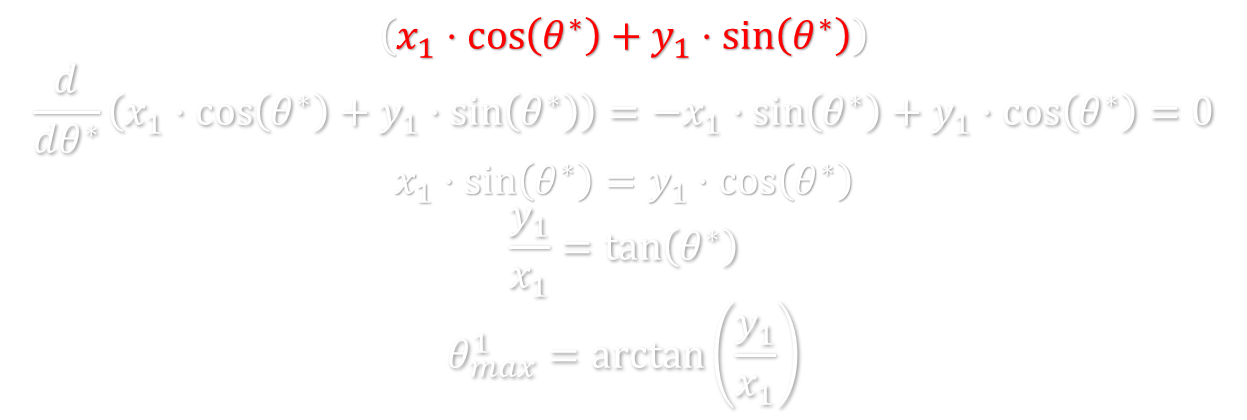 (x₁ · cos(θ*) + y₁ · sin(θ*))
d/dθ* (x₁ · cos(θ*) + y₁ · sin(θ*)) = −x₁ · sin(θ*) + y₁ · cos(θ*) = 0
x₁ · sin(θ*) = y₁ · cos(θ*)
y₁/x₁ = tan(θ*)
θ¹ₘₐₓ = arctan(y₁/x₁)